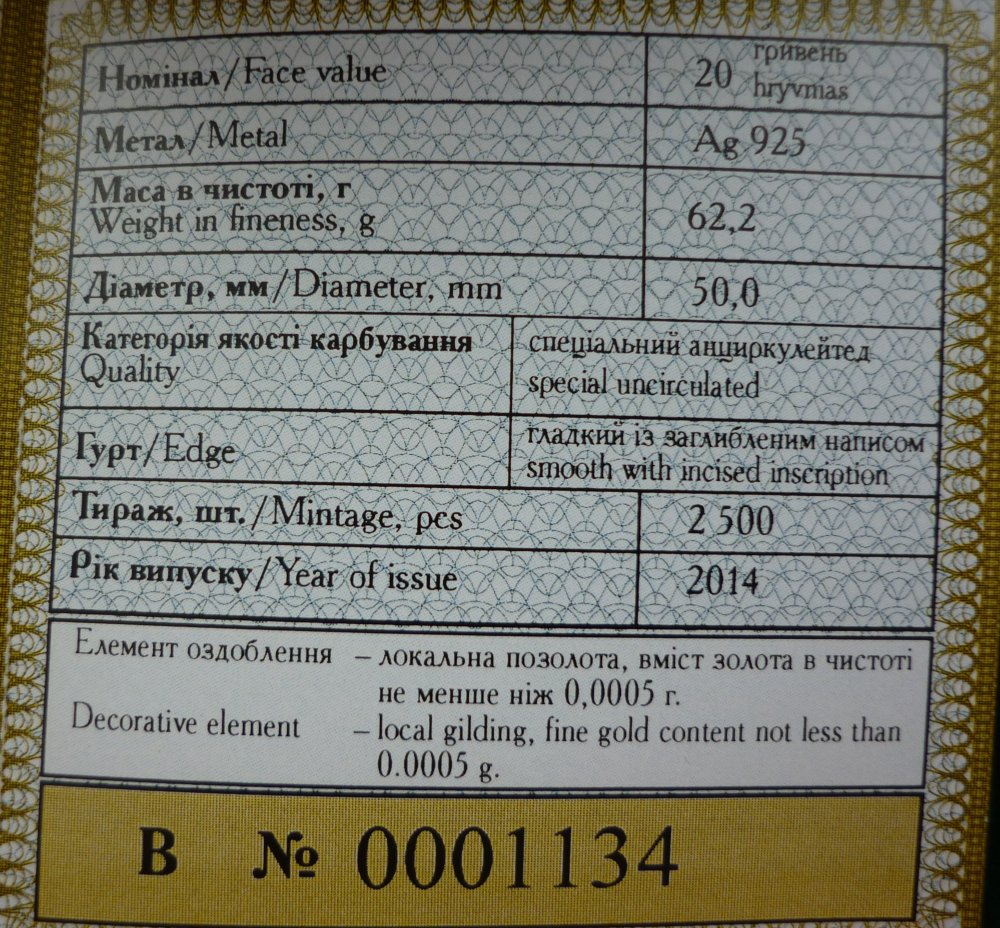 Номінал/Face value 20 гривень
hryvnias
Метал/Metal Ag 925
Маса в чистоті, г
Weight in fineness, g 62,2
Діаметр, мм/Diameter, mm 50,0
Категорія якості карбування спеціальний анциркулейтед
Quality special uncirculated
Гурт/Edge гладкий із заглибленим написом
smooth with incised inscription
Тираж, шт./Mintage, pcs 2 500
Рік випуску/Year of issue 2014
Елемент оздоблення – локальна позолота, вміст золота в чистоті
не менше ніж 0,0005 г.
Decorative element – local gilding, fine gold content not less than
0.0005 g.
В № 0001134